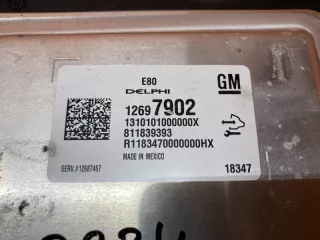 E80
DELPHI
GM
12697902
1310101000000X
811839393
R1183470000000HX
MADE IN MEXICO
SERV.#12687467
18347